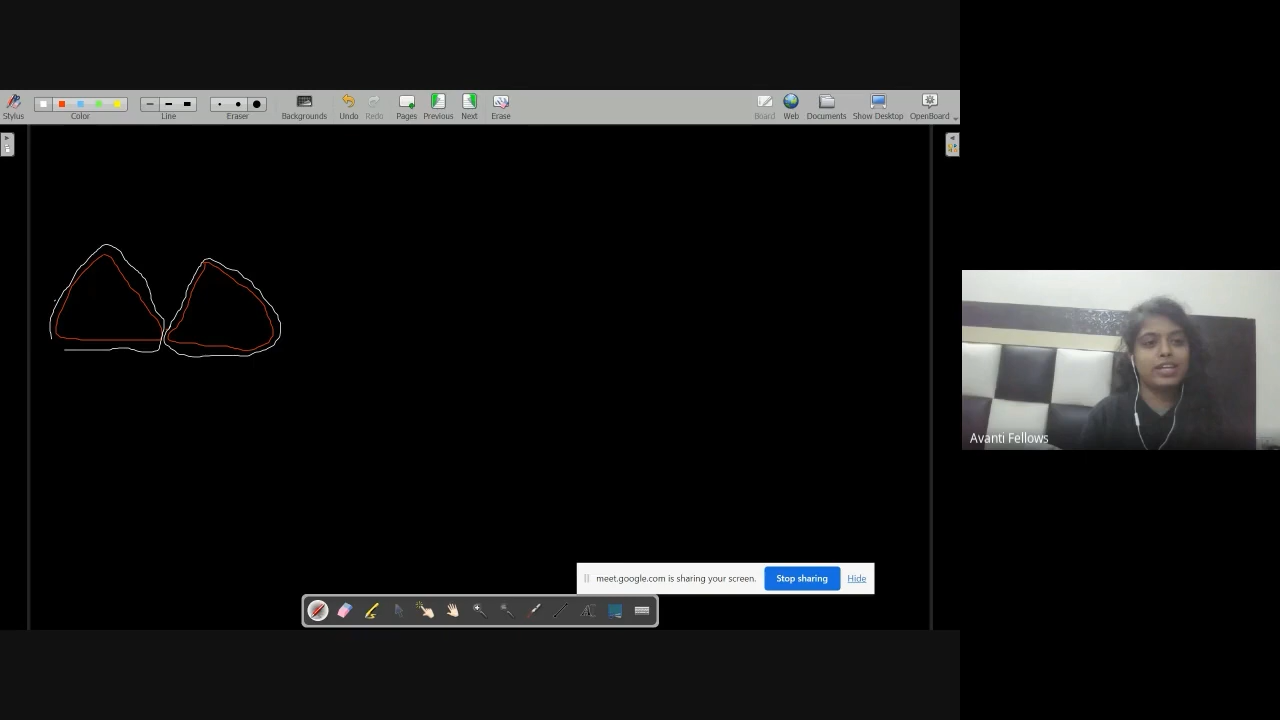 Stylus Color Line Eraser Backgrounds Undo Redo Pages Previous Next Erase Board Web Documents Show Desktop OpenBoard
Avanti Fellows
meet.google.com is sharing your screen. Stop sharing Hide